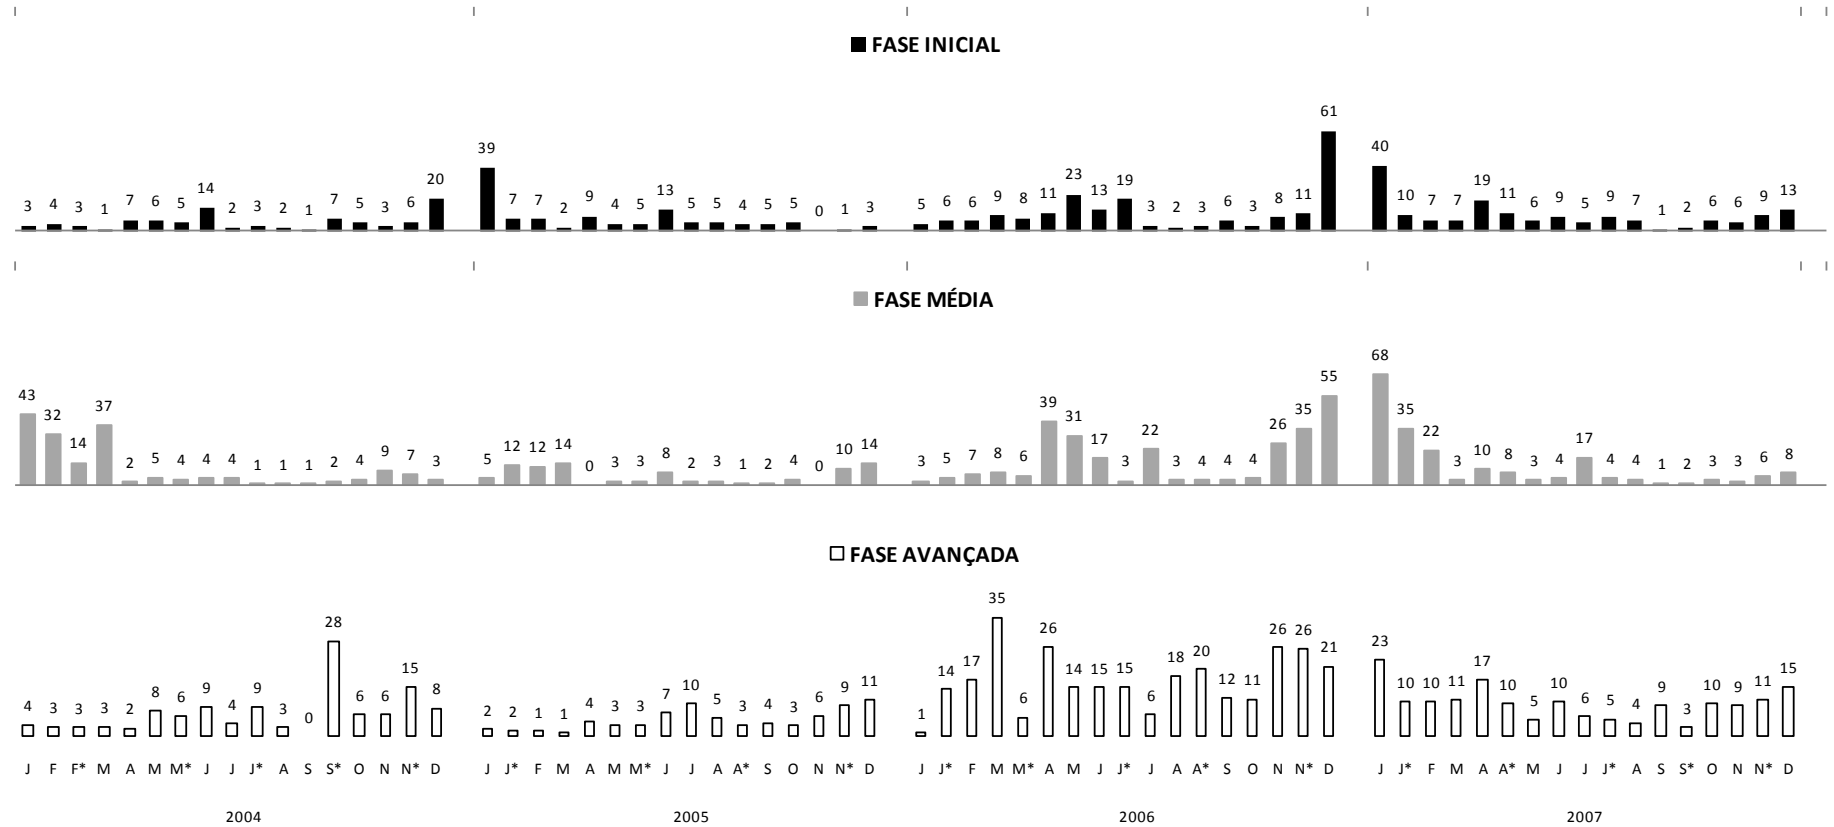 FASE INICIAL
3 4 3 1 7 6 5 14 2 3 2 1 7 5 3 6 20 39 7 7 2 9 4 5 13 5 5 4 5 5 0 1 3 5 6 6 9 8 11 23 13 19 3 2 3 6 3 8 11 61 40 10 7 7 19 11 6 9 5 9 7 1 2 6 6 9 13
FASE MÉDIA
43 32 14 37 2 5 4 4 4 1 1 1 2 4 9 7 3 5 12 12 14 0 3 3 8 2 3 1 2 4 0 10 14 3 5 7 8 6 39 31 17 3 22 3 4 4 4 26 35 55 68 35 22 3 10 8 3 4 17 4 4 1 2 3 3 6 8
FASE AVANÇADA
4 3 3 3 2 8 6 9 4 9 3 0 28 6 6 15 8 2 2 1 1 4 3 3 7 10 5 3 4 3 6 9 11 1 14 17 35 6 26 14 15 15 6 18 20 12 11 26 26 21 23 10 10 11 17 10 5 10 6 5 4 9 3 10 9 11 15
J F F* M A M M* J J J* A S S* O N N* D J J* F M A M M* J J A A* S O N N* D J J* F M M* A M J J* J A A* S O N N* D J J* F M A A* M J J J* A S S* O N N* D
2004 2005 2006 2007